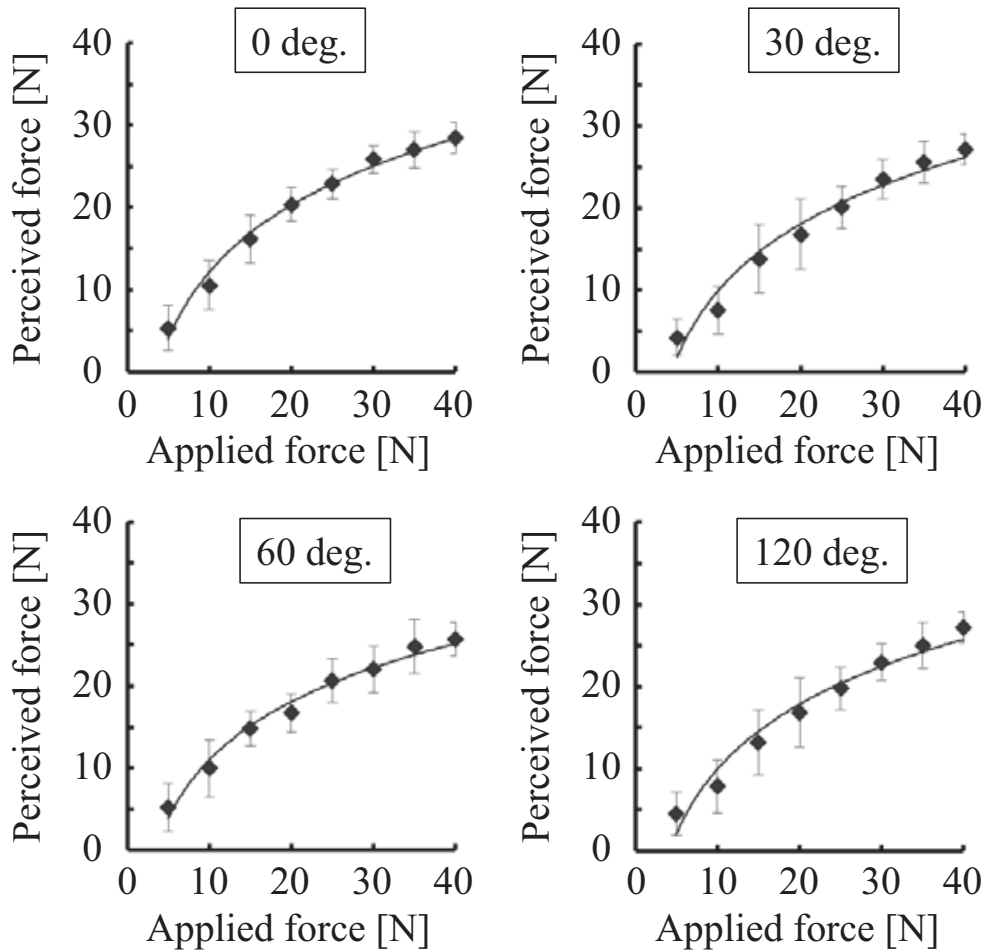 0 deg.
Perceived force [N]
40
30
20
10
0
0 10 20 30 40
Applied force [N]
30 deg.
Perceived force [N]
40
30
20
10
0
0 10 20 30 40
Applied force [N]
60 deg.
Perceived force [N]
40
30
20
10
0
0 10 20 30 40
Applied force [N]
120 deg.
Perceived force [N]
40
30
20
10
0
0 10 20 30 40
Applied force [N]